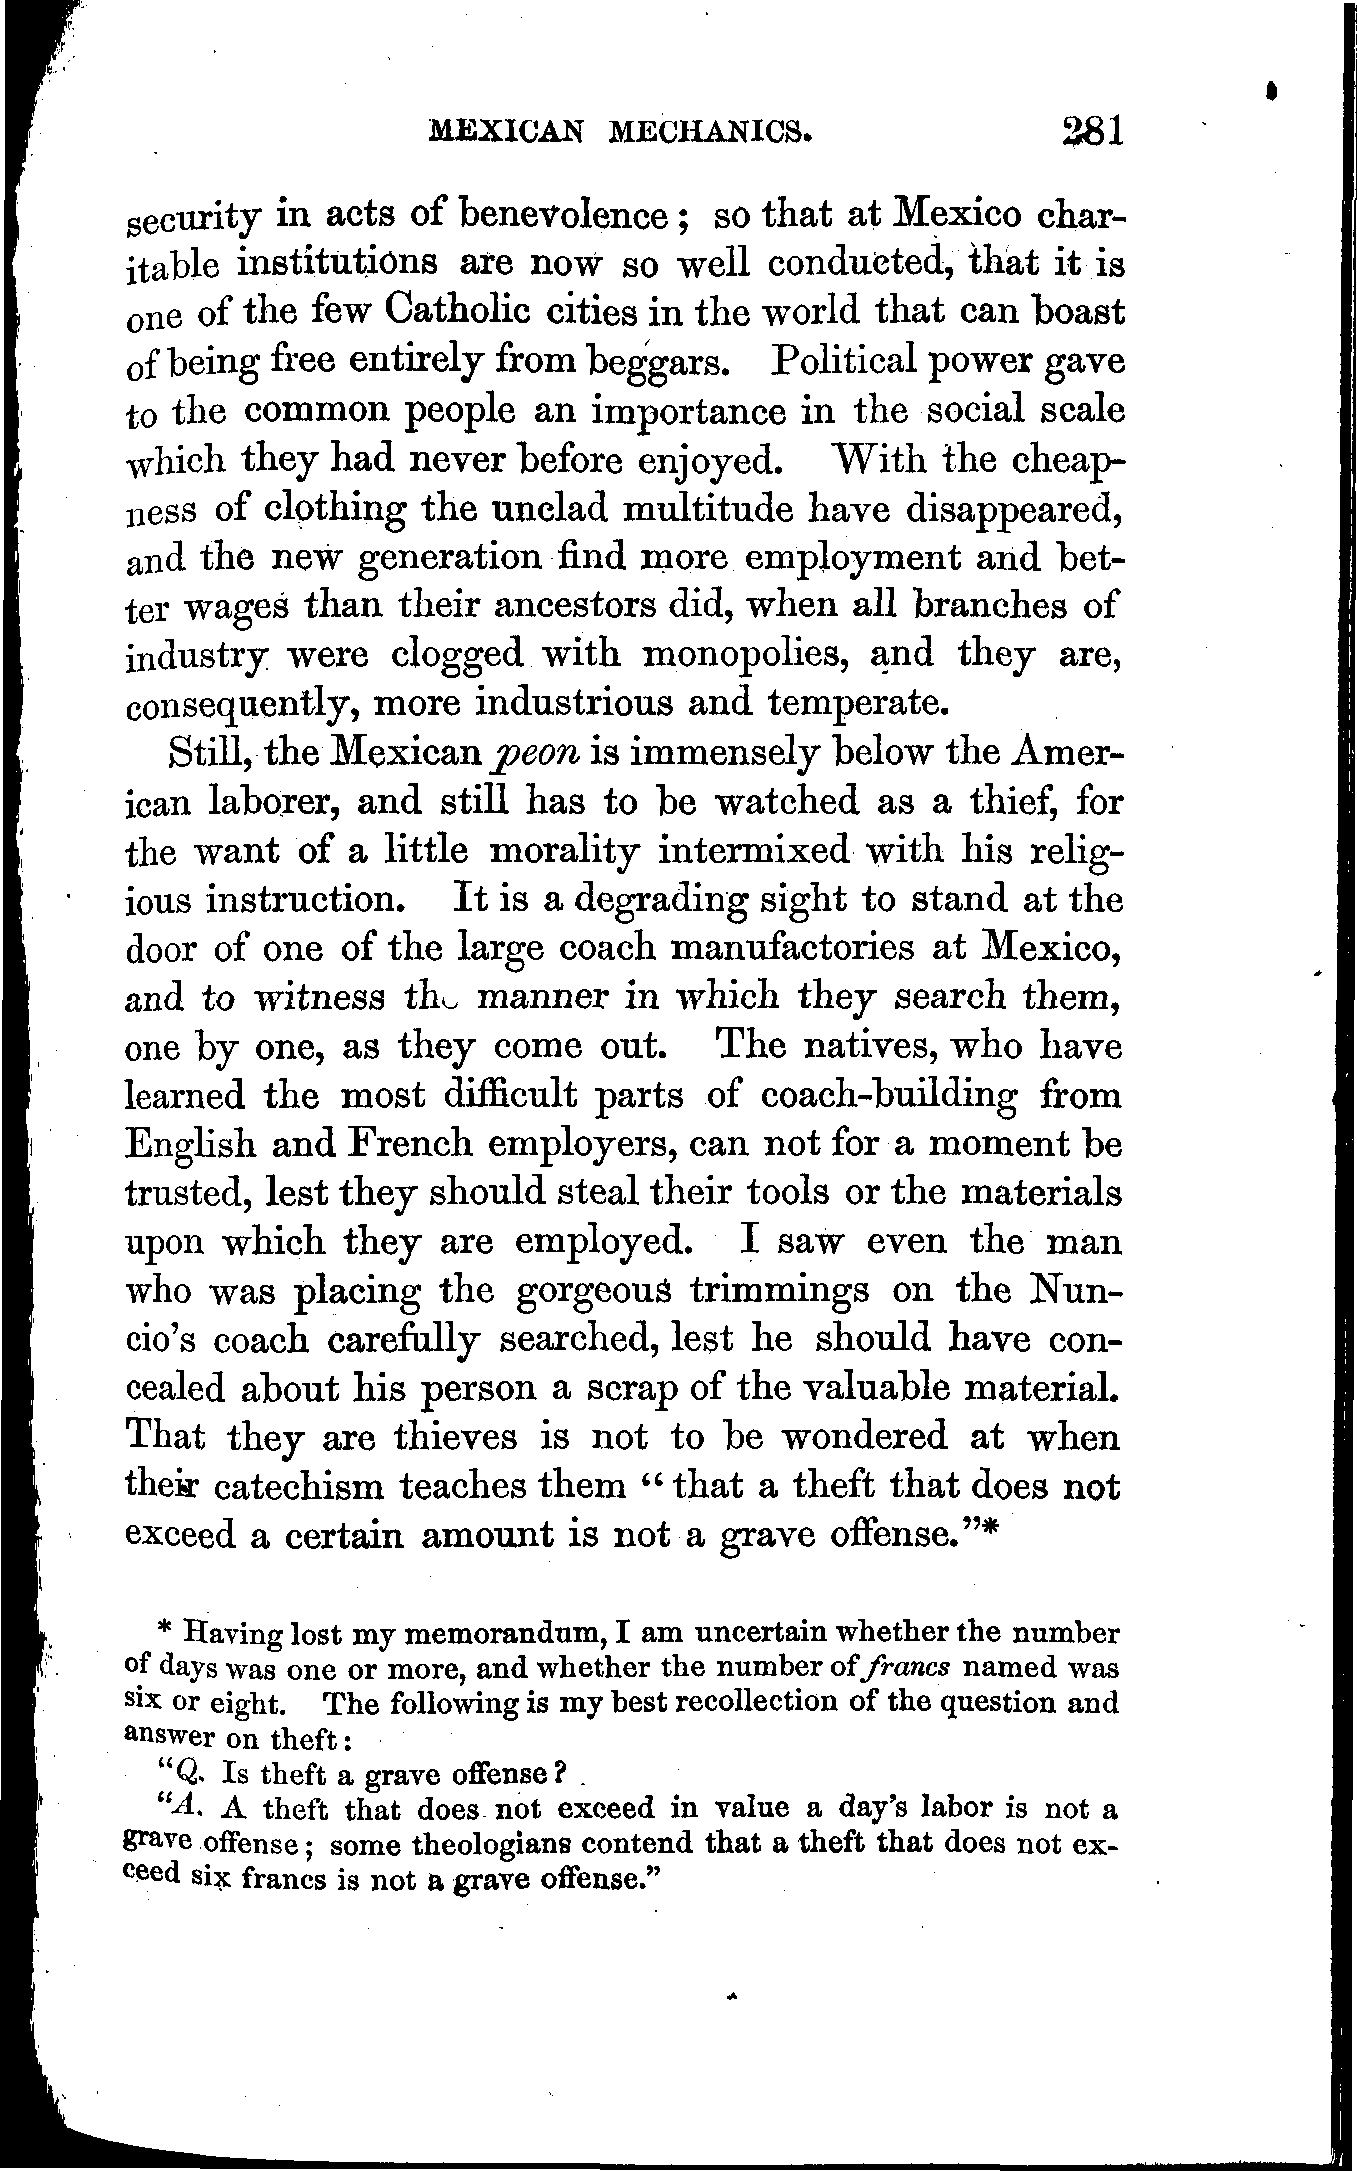 MEXICAN MECHANICS. 281
security in acts of benevolence; so that at Mexico char-
itable institutions are now so well conducted, that it is
one of the few Catholic cities in the world that can boast
of being free entirely from beggars. Political power gave
to the common people an importance in the social scale
which they had never before enjoyed. With the cheap-
ness of clothing the unclad multitude have disappeared,
and the new generation find more employment and bet-
ter wages than their ancestors did, when all branches of
industry were clogged with monopolies, and they are,
consequently, more industrious and temperate.
Still, the Mexican peon is immensely below the Amer-
ican laborer, and still has to be watched as a thief, for
the want of a little morality intermixed with his relig-
ious instruction. It is a degrading sight to stand at the
door of one of the large coach manufactories at Mexico,
and to witness the manner in which they search them,
one by one, as they come out. The natives, who have
learned the most difficult parts of coach-building from
English and French employers, can not for a moment be
trusted, lest they should steal their tools or the materials
upon which they are employed. I saw even the man
who was placing the gorgeous trimmings on the Nun-
cio's coach carefully searched, lest he should have con-
cealed about his person a scrap of the valuable material.
That they are thieves is not to be wondered at when
their catechism teaches them "that a theft that does not
exceed a certain amount is not a grave offense."*
* Having lost my memorandum, I am uncertain whether the number
of days was one or more, and whether the number of francs named was
six or eight. The following is my best recollection of the question and
answer on theft:
"Q. Is theft a grave offense?
"A. A theft that does not exceed in value a day's labor is not a
grave offense; some theologians contend that a theft that does not ex-
ceed six francs is not a grave offense."